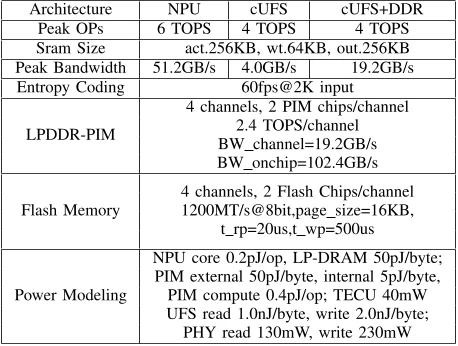 Architecture NPU cUFS cUFS+DDR
Peak OPs 6 TOPS 4 TOPS 4 TOPS
Sram Size act.256KB, wt.64KB, out.256KB
Peak Bandwidth 51.2GB/s 4.0GB/s 19.2GB/s
Entropy Coding 60fps@2K input
LPDDR-PIM
4 channels, 2 PIM chips/channel
2.4 TOPS/channel
BW_channel=19.2GB/s
BW_onchip=102.4GB/s
Flash Memory
4 channels, 2 Flash Chips/channel
1200MT/s@8bit,page_size=16KB,
t_rp=20us,t_wp=500us
Power Modeling
NPU core 0.2pJ/op, LP-DRAM 50pJ/byte;
PIM external 50pJ/byte, internal 5pJ/byte,
PIM compute 0.4pJ/op; TECU 40mW
UFS read 1.0nJ/byte, write 2.0nJ/byte;
PHY read 130mW, write 230mW